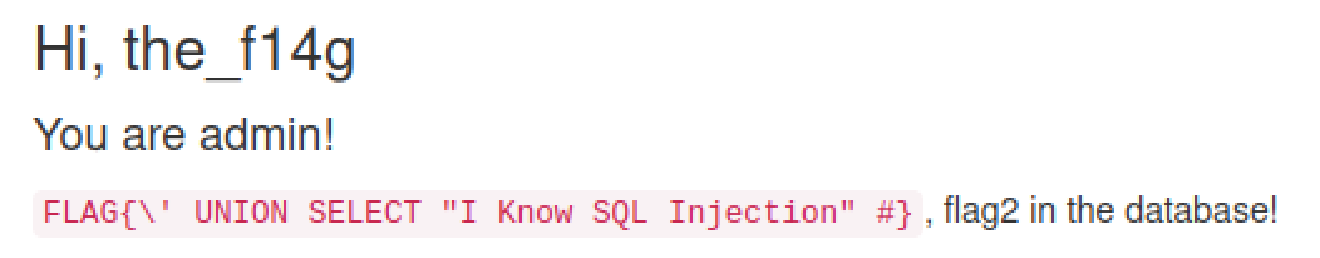 Hi, the_f14g
You are admin!
FLAG{\' UNION SELECT "I Know SQL Injection" #} , flag2 in the database!